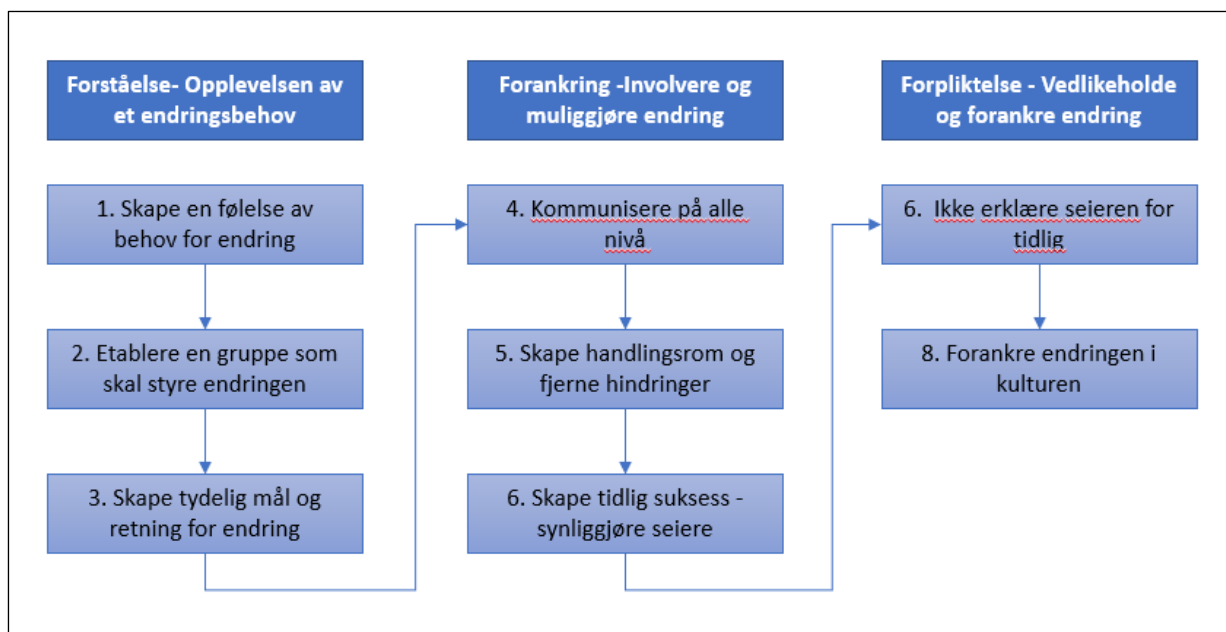 Forståelse- Opplevelsen av
et endringsbehov
1. Skape en følelse av
behov for endring
2. Etablere en gruppe som
skal styre endringen
3. Skape tydelig mål og
retning for endring
Forankring -Involvere og
muliggjøre endring
4. Kommunisere på alle
nivå
5. Skape handlingsrom og
fjerne hindringer
6. Skape tidlig suksess -
synliggjøre seiere
Forpliktelse - Vedlikeholde
og forankre endring
6. Ikke erklære seieren for
tidlig
8. Forankre endringen i
kulturen